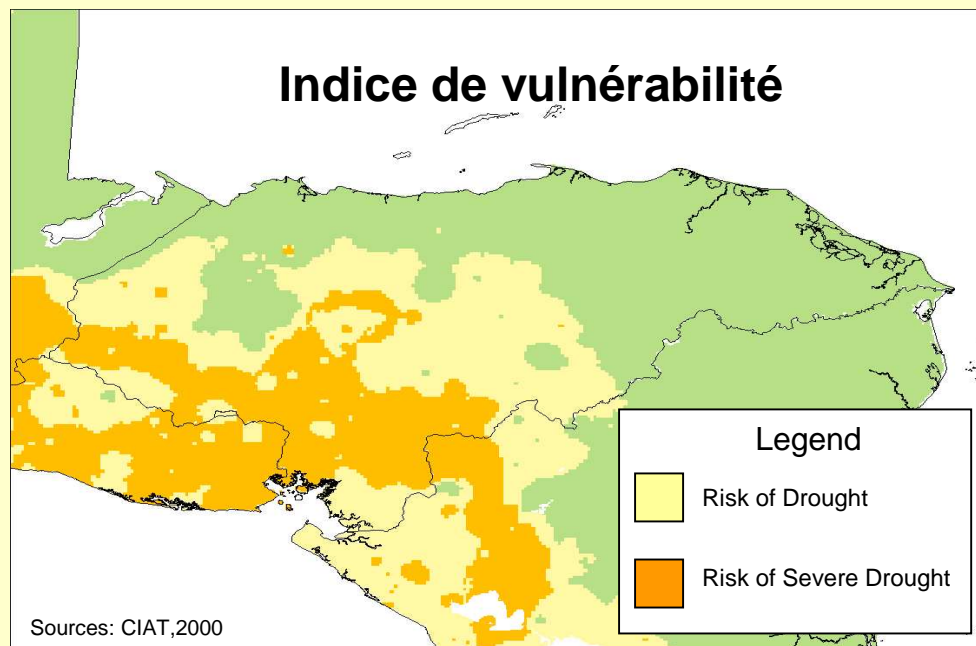 Indice de vulnérabilité
Legend
Risk of Drought
Risk of Severe Drought
Sources: CIAT,2000